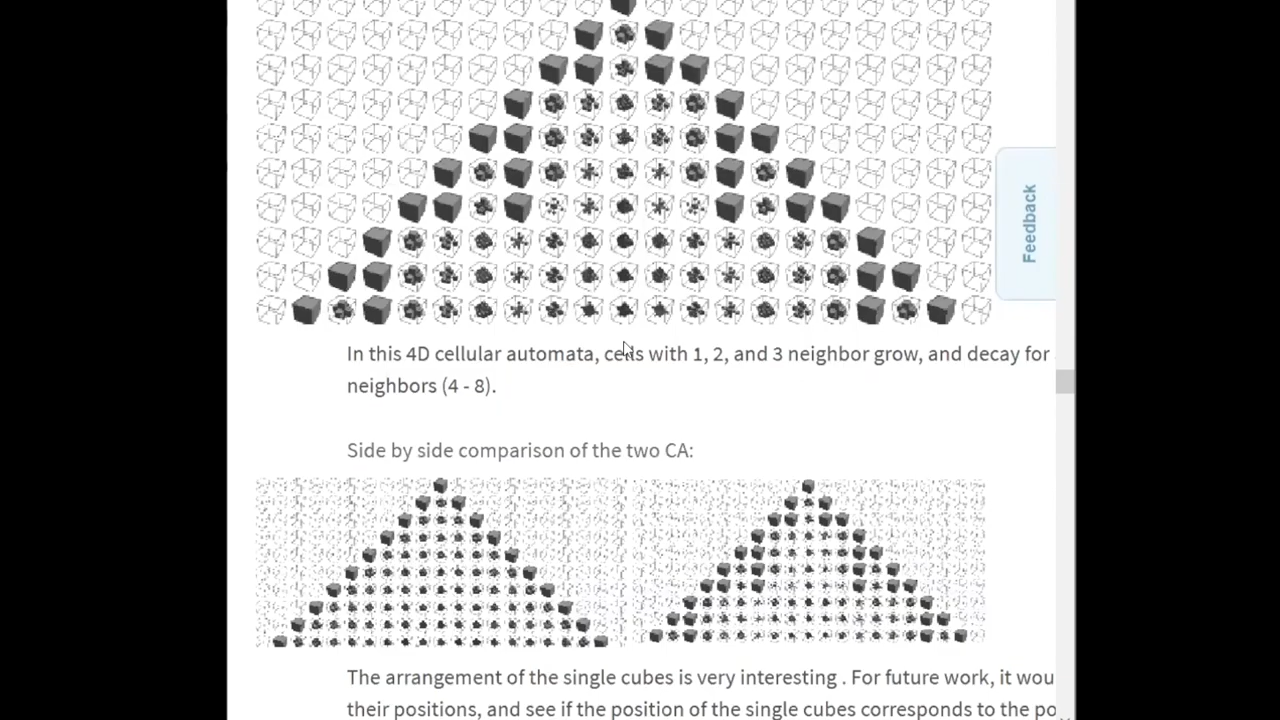 Feedback
In this 4D cellular automata, cells with 1, 2, and 3 neighbor grow, and decay for
neighbors (4 - 8).
Side by side comparison of the two CA:
The arrangement of the single cubes is very interesting . For future work, it wou
their positions, and see if the position of the single cubes corresponds to the po